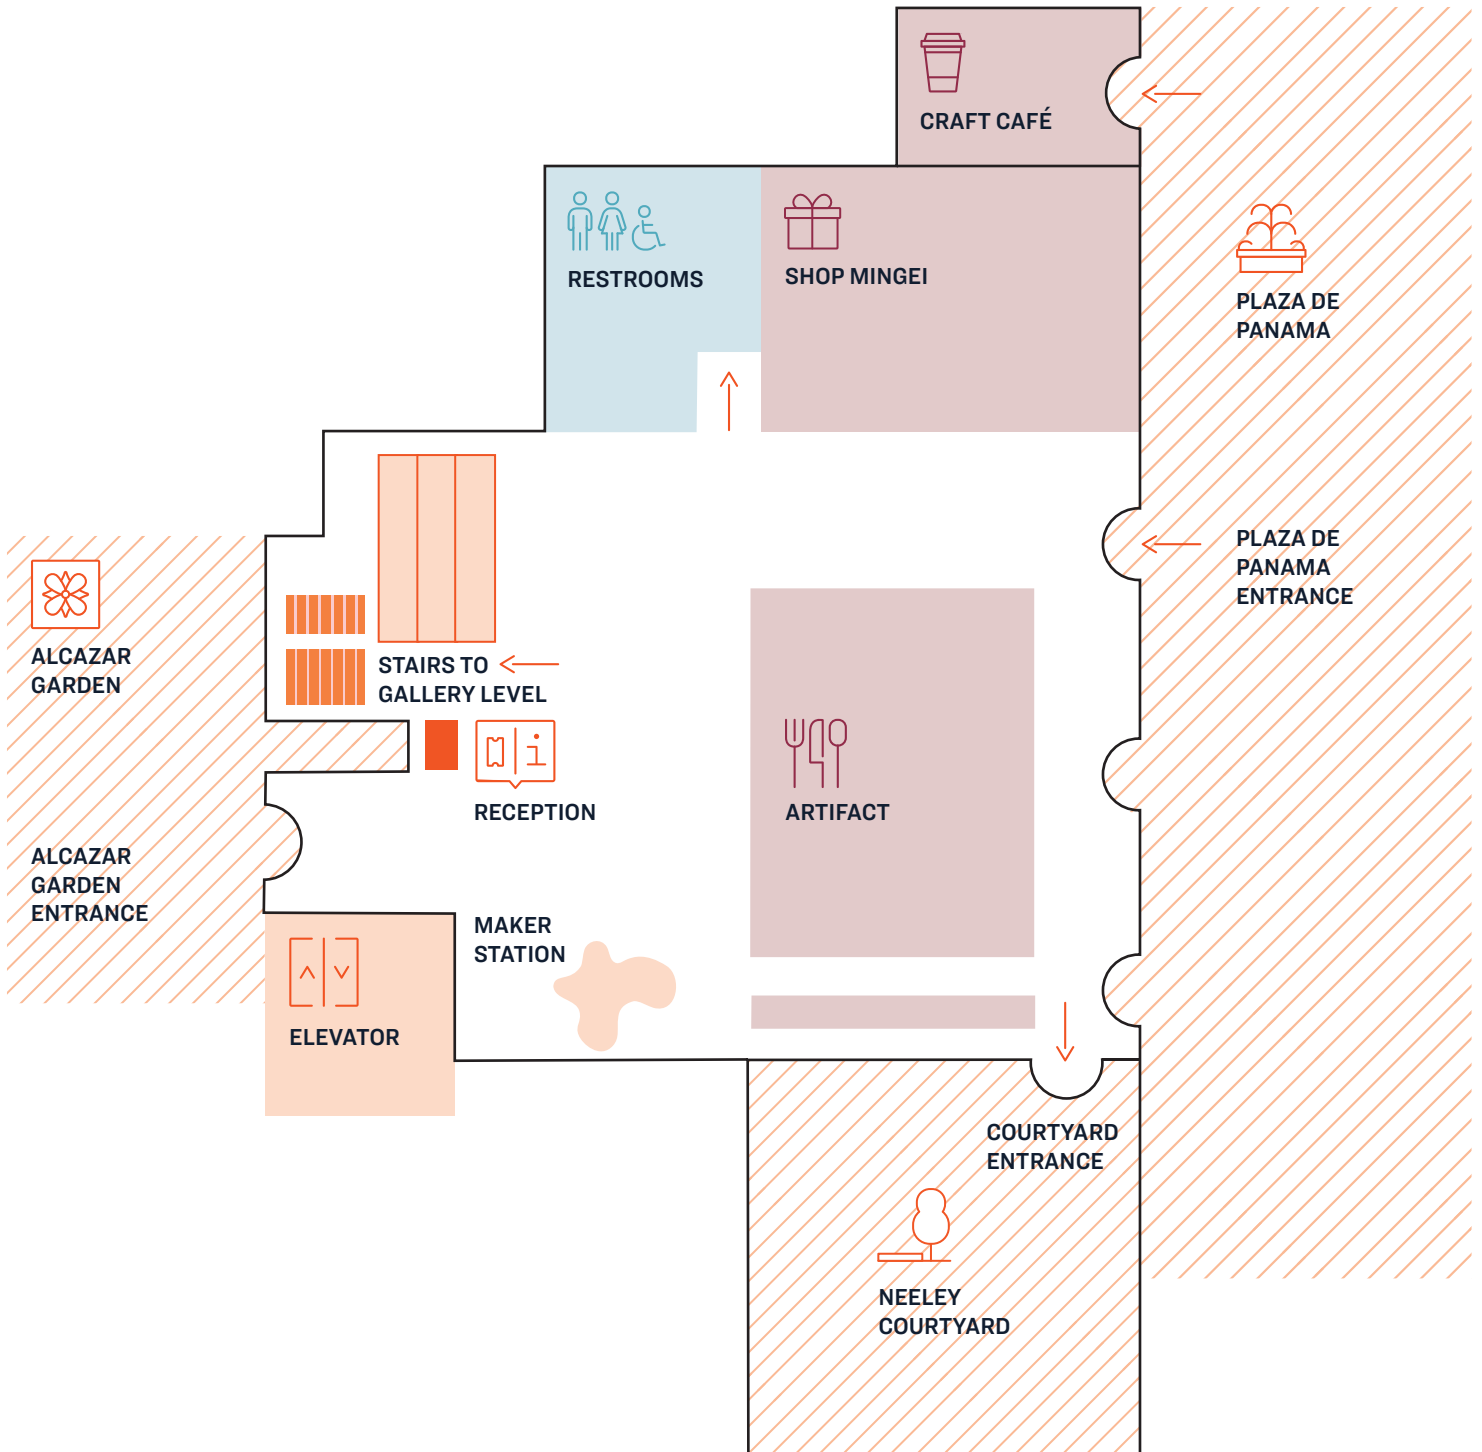 CRAFT CAFÉ
RESTROOMS
SHOP MINGEI
PLAZA DE
PANAMA
PLAZA DE
PANAMA
ENTRANCE
ALCAZAR
GARDEN
STAIRS TO
GALLERY LEVEL
RECEPTION
ARTIFACT
ALCAZAR
GARDEN
ENTRANCE
MAKER
STATION
ELEVATOR
COURTYARD
ENTRANCE
NEELEY
COURTYARD